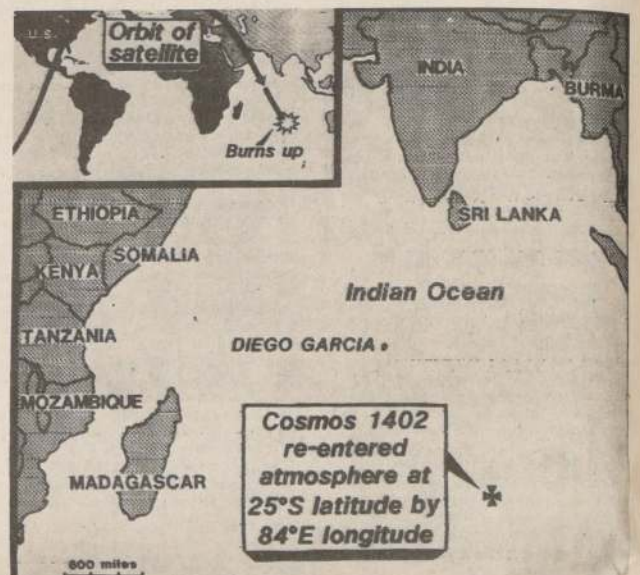 U.S.
Orbit of
satellite
Burns up
INDIA
BURMA
ETHIOPIA
SRI LANKA
SOMALIA
KENYA
Indian Ocean
TANZANIA
DIEGO GARCIA
MOZAMBIQUE
Cosmos 1402
re-entered
atmosphere at
25°S latitude by
84°E longitude
MADAGASCAR
600 miles